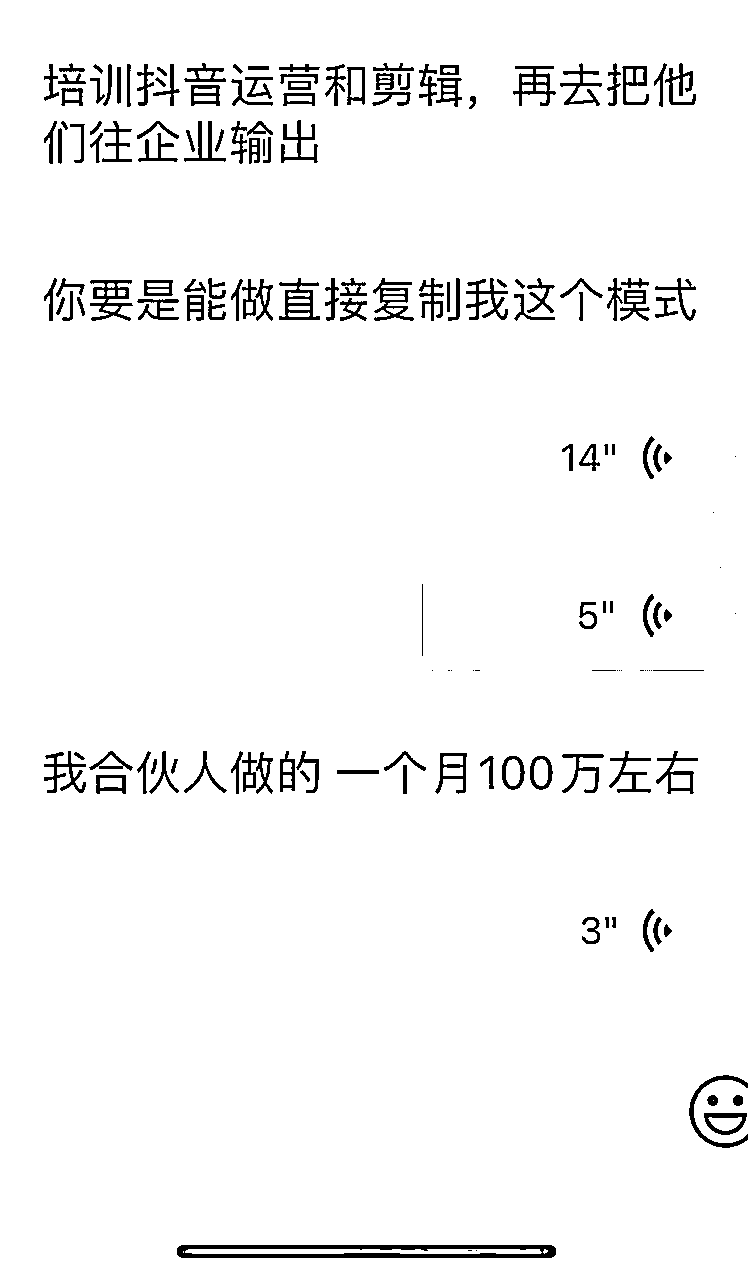 培训抖音运营和剪辑，再去把他
们往企业输出
你要是能做直接复制我这个模式
14"
5"
我合伙人做的 一个月100万左右
3"